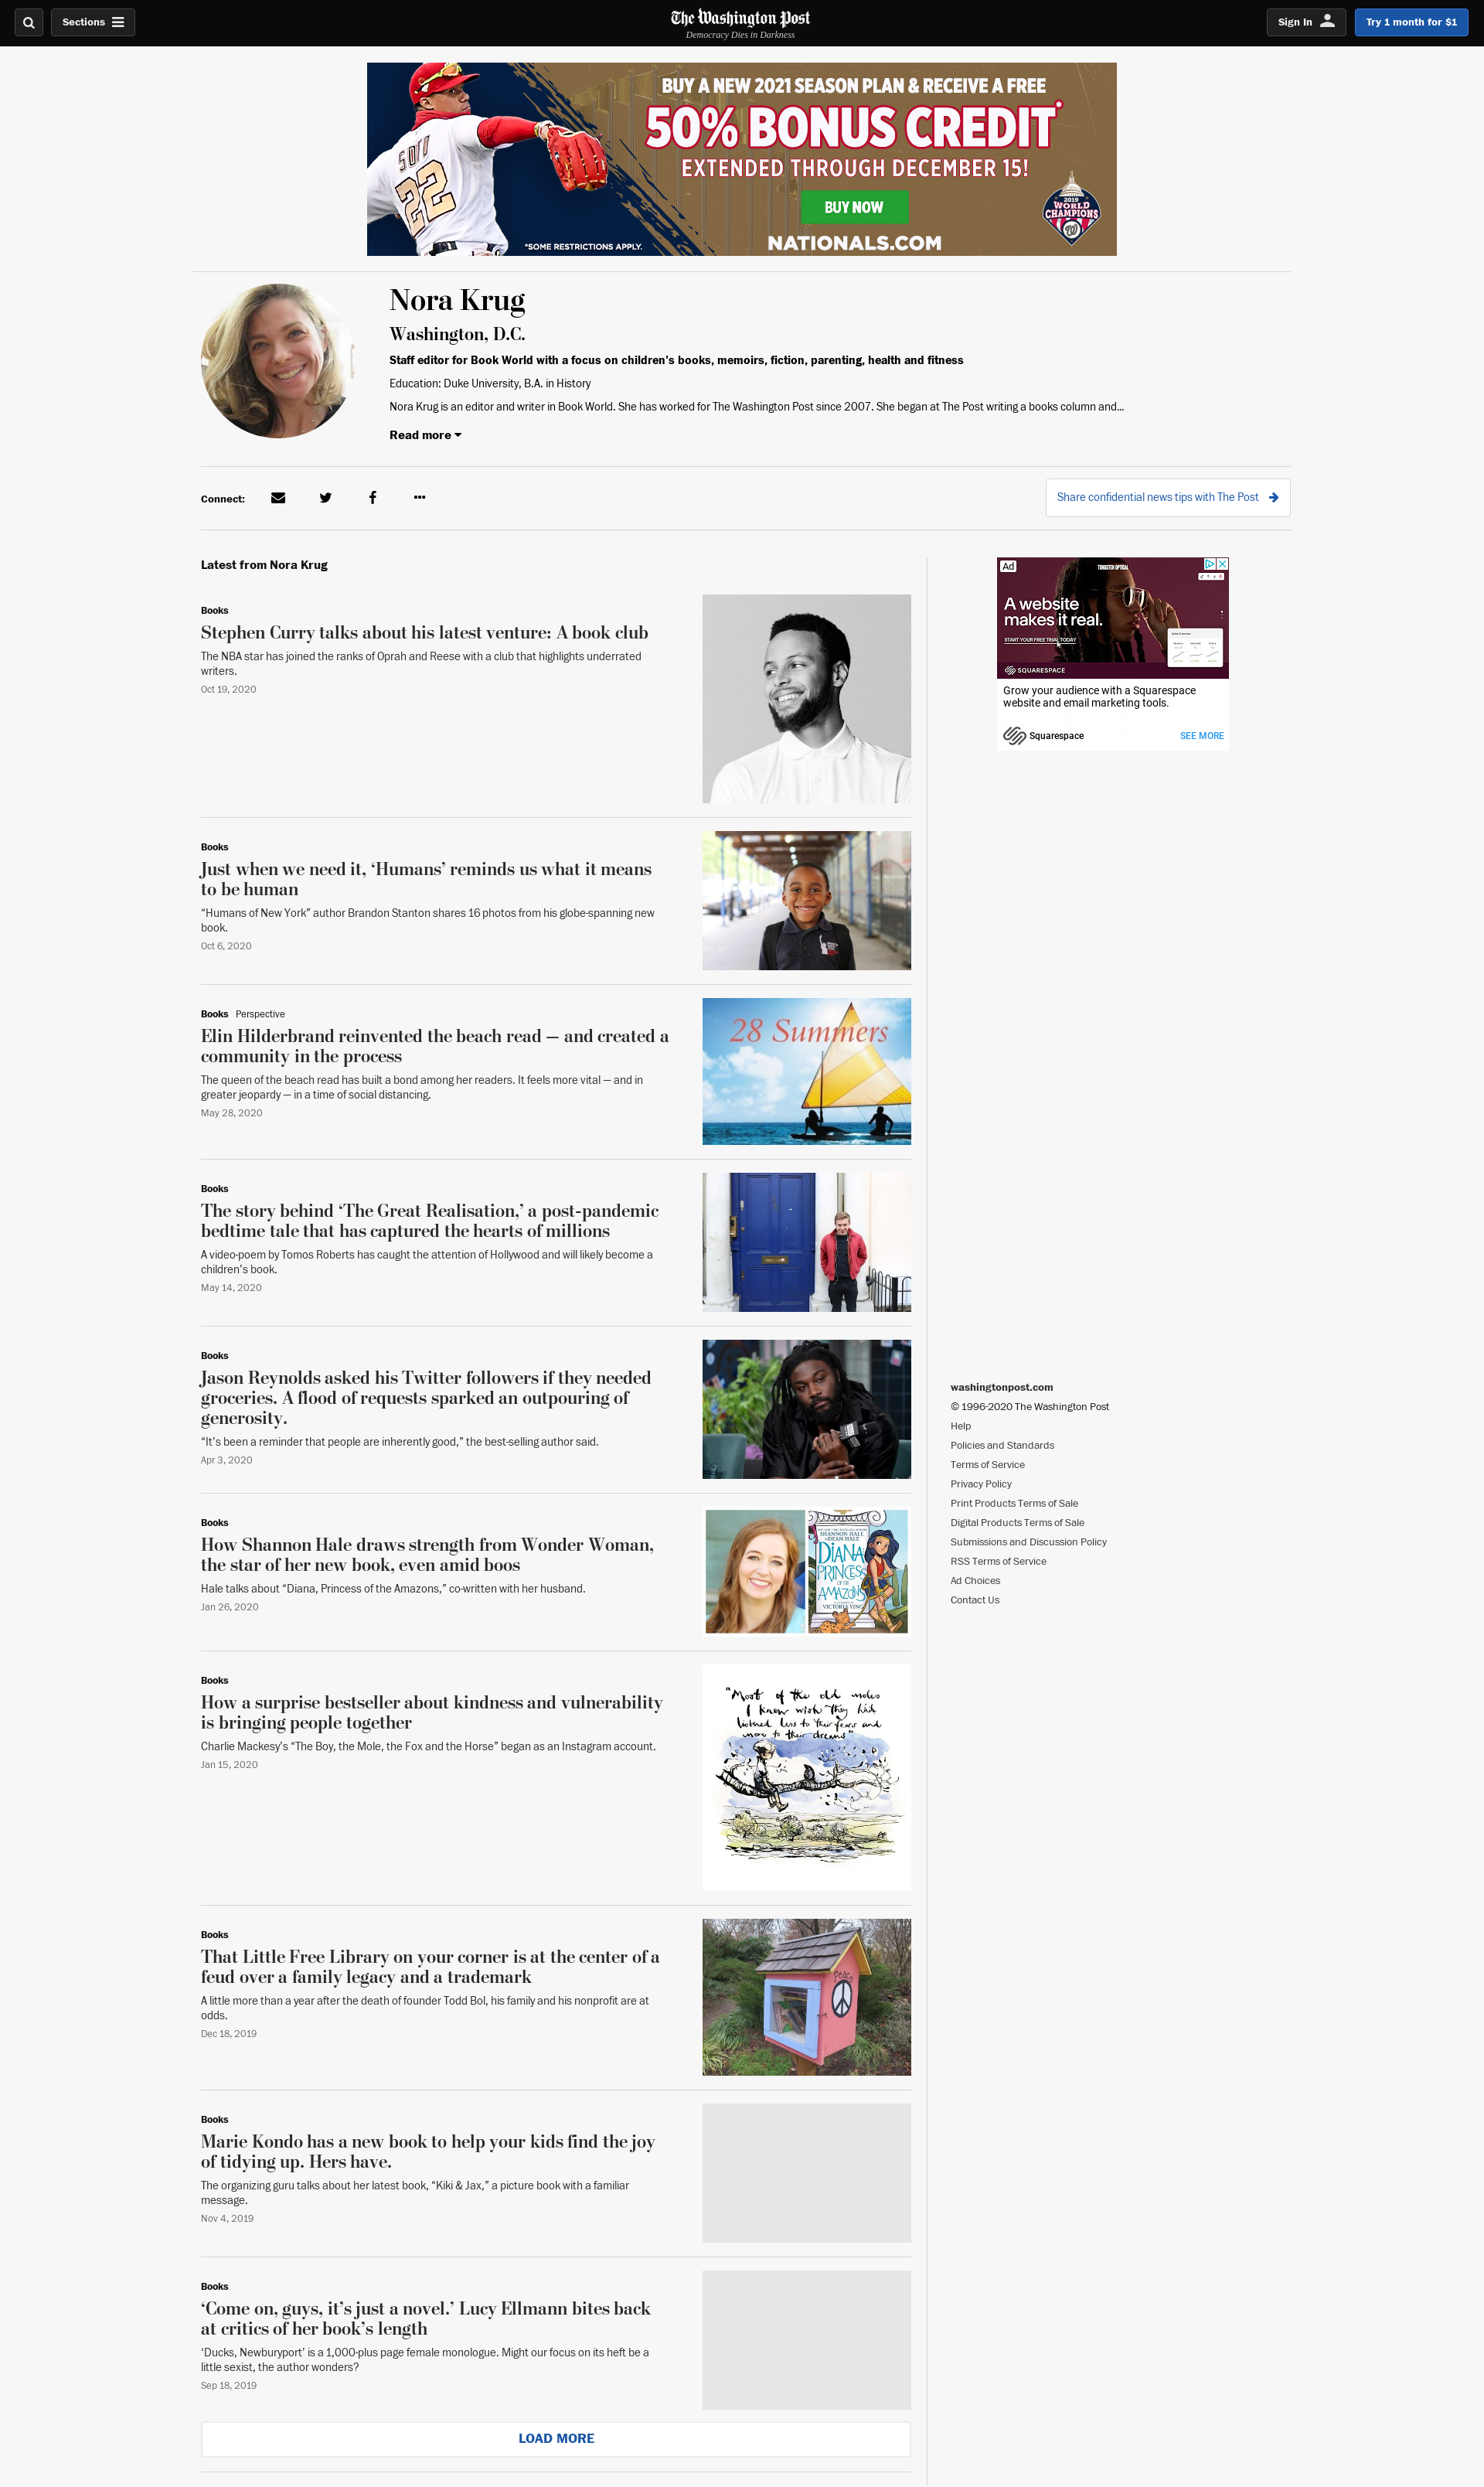 Sections
The Washington Post
Democracy Dies in Darkness
Sign In
Try 1 month for $1
BUY A NEW 2021 SEASON PLAN & RECEIVE A FREE
50% BONUS CREDIT*
EXTENDED THROUGH DECEMBER 15!
BUY NOW
*SOME RESTRICTIONS APPLY.
NATIONALS.COM
SOTO
22
2019
WORLD
CHAMPIONS
W
Nora Krug
Washington, D.C.
Staff editor for Book World with a focus on children's books, memoirs, fiction, parenting, health and fitness
Education: Duke University, B.A. in History
Nora Krug is an editor and writer in Book World. She has worked for The Washington Post since 2007. She began at The Post writing a books column and...
Read more
Connect:
Share confidential news tips with The Post
Latest from Nora Krug
Books
Stephen Curry talks about his latest venture: A book club
The NBA star has joined the ranks of Oprah and Reese with a club that highlights underrated
writers.
Oct 19, 2020
Books
Just when we need it, ‘Humans’ reminds us what it means
to be human
“Humans of New York” author Brandon Stanton shares 16 photos from his globe-spanning new
book.
Oct 6, 2020
Books Perspective
Elin Hilderbrand reinvented the beach read — and created a
community in the process
The queen of the beach read has built a bond among her readers. It feels more vital — and in
greater jeopardy — in a time of social distancing.
May 28, 2020
28 Summers
Books
The story behind ‘The Great Realisation,’ a post-pandemic
bedtime tale that has captured the hearts of millions
A video-poem by Tomos Roberts has caught the attention of Hollywood and will likely become a
children’s book.
May 14, 2020
Books
Jason Reynolds asked his Twitter followers if they needed
groceries. A flood of requests sparked an outpouring of
generosity.
“It’s been a reminder that people are inherently good,” the best-selling author said.
Apr 3, 2020
Books
How Shannon Hale draws strength from Wonder Woman,
the star of her new book, even amid boos
Hale talks about “Diana, Princess of the Amazons,” co-written with her husband.
Jan 26, 2020
SHANNON HALE
DEAN HALE
DIANA
PRINCESS
OF THE
AMAZONS
VICTORIA YING
Books
How a surprise bestseller about kindness and vulnerability
is bringing people together
Charlie Mackesy’s “The Boy, the Mole, the Fox and the Horse” began as an Instagram account.
Jan 15, 2020
“Most of the old moles
I know wish they had
listened less to their fears and
more to their dreams”
Books
That Little Free Library on your corner is at the center of a
feud over a family legacy and a trademark
A little more than a year after the death of founder Todd Bol, his family and his nonprofit are at
odds.
Dec 18, 2019
Peace
Books
Marie Kondo has a new book to help your kids find the joy
of tidying up. Hers have.
The organizing guru talks about her latest book, “Kiki & Jax,” a picture book with a familiar
message.
Nov 4, 2019
Books
‘Come on, guys, it’s just a novel.’ Lucy Ellmann bites back
at critics of her book’s length
‘Ducks, Newburyport’ is a 1,000-plus page female monologue. Might our focus on its heft be a
little sexist, the author wonders?
Sep 18, 2019
LOAD MORE
Ad
TUNGSTEN OPTICAL
A website
makes it real.
START YOUR FREE TRIAL TODAY
SQUARESPACE
Grow your audience with a Squarespace
website and email marketing tools.
Squarespace
SEE MORE
washingtonpost.com
© 1996-2020 The Washington Post
Help
Policies and Standards
Terms of Service
Privacy Policy
Print Products Terms of Sale
Digital Products Terms of Sale
Submissions and Discussion Policy
RSS Terms of Service
Ad Choices
Contact Us